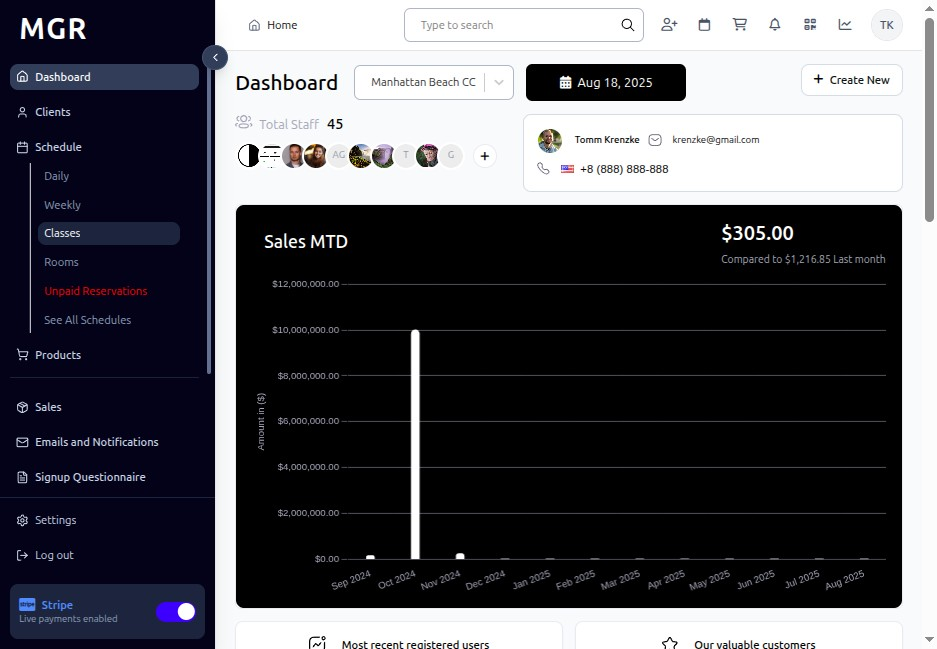 MGR
Home
Type to search
TK
Dashboard
Clients
Schedule
Daily
Weekly
Classes
Rooms
Unpaid Reservations
See All Schedules
Products
Sales
Emails and Notifications
Signup Questionnaire
Settings
Log out
stripe
Stripe
Live payments enabled
Dashboard
Manhattan Beach CC
Aug 18, 2025
+ Create New
Total Staff 45
AG
T
G
+
Tomm Krenzke
krenzke@gmail.com
+8 (888) 888-888
Sales MTD
$305.00
Compared to $1,216.85 Last month
Amount in ($)
$12,000,000.00
$10,000,000.00
$8,000,000.00
$6,000,000.00
$4,000,000.00
$2,000,000.00
$0.00
Sep 2024
Oct 2024
Nov 2024
Dec 2024
Jan 2025
Feb 2025
Mar 2025
Apr 2025
May 2025
Jun 2025
Jul 2025
Aug 2025
Most recent registered users
Our valuable customers